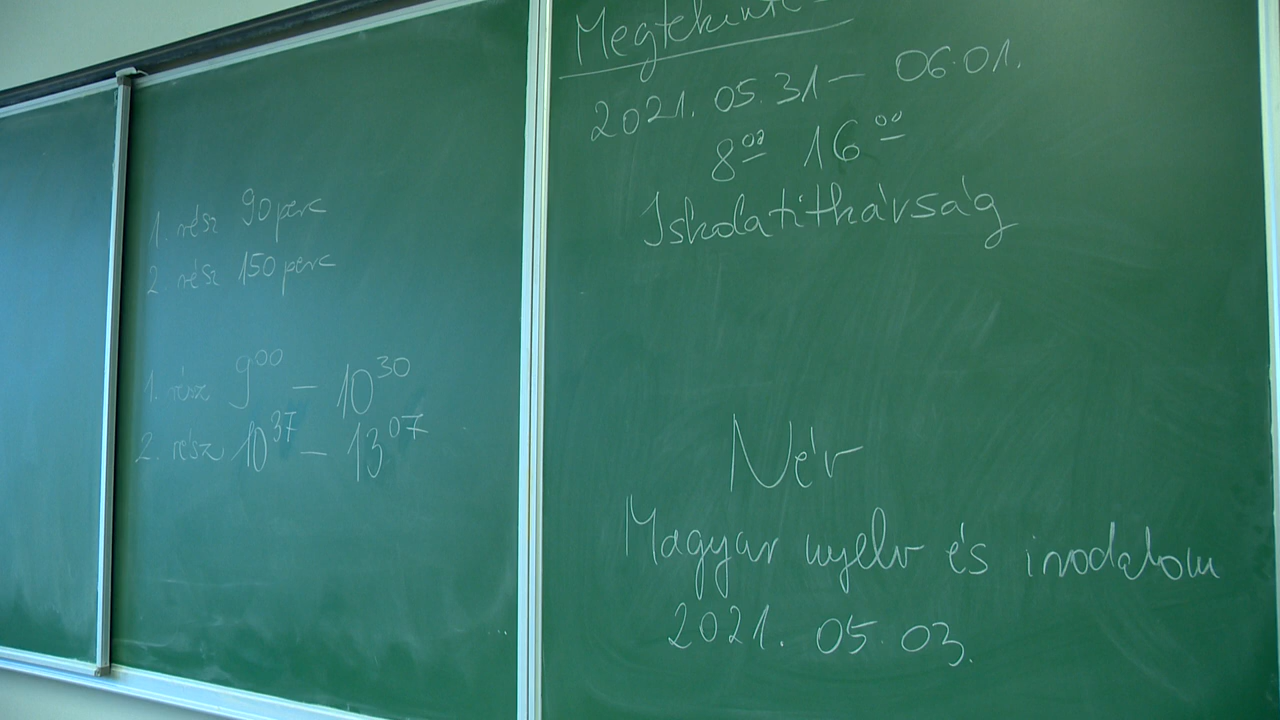 1. rész 90 perc
2. rész 150 perc
1. rész 9⁰⁰ – 10³⁰
2. rész 10³⁷ – 13⁰⁷
2021. 05. 31 – 06.01.
8⁰⁰ 16⁰⁰
Iskolatitkárság
Név
Magyar nyelv és irodalom
2021. 05. 03.